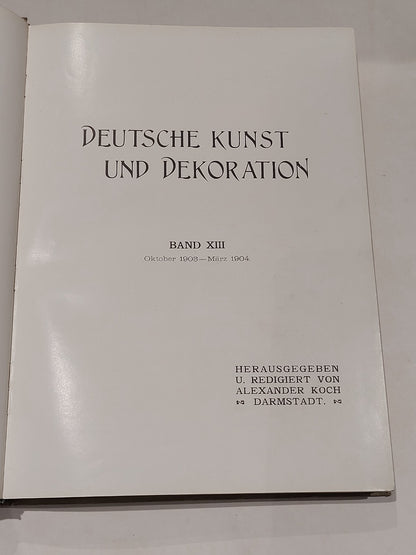 DEUTSCHE KUNST
UND DEKORATION
BAND XIII
Oktober 1903—März 1904.
HERAUSGEGEBEN
U. REDIGIERT VON
ALEXANDER KOCH
DARMSTADT.